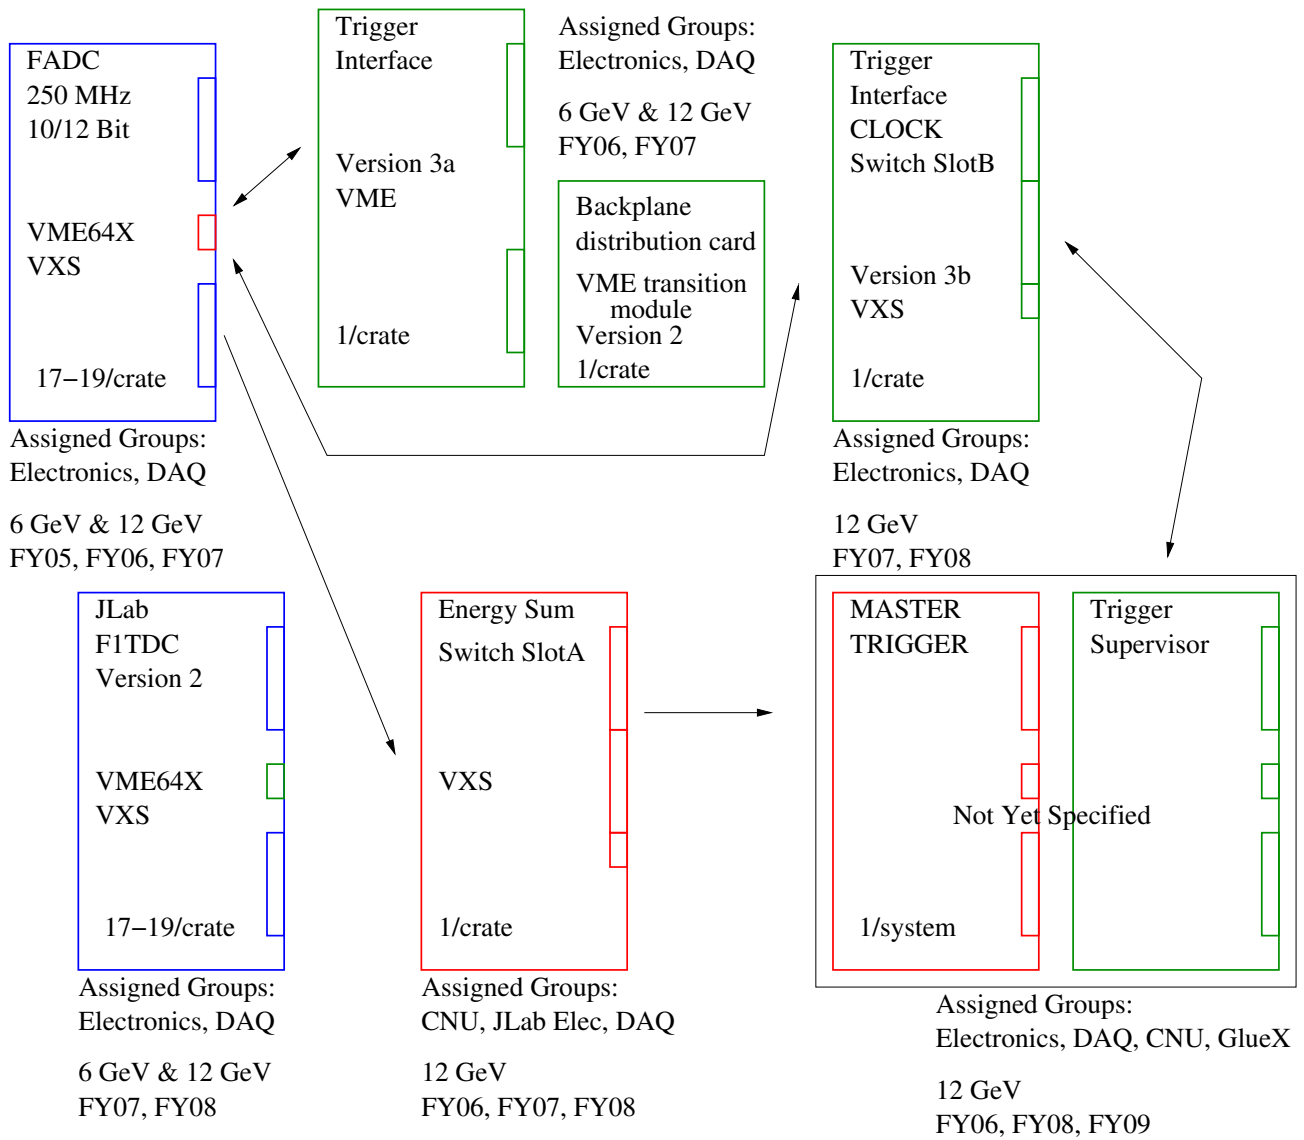 FADC
250 MHz
10/12 Bit
VME64X
VXS
17−19/crate
Assigned Groups:
Electronics, DAQ
6 GeV & 12 GeV
FY05, FY06, FY07
Trigger
Interface
Version 3a
VME
1/crate
Assigned Groups:
Electronics, DAQ
6 GeV & 12 GeV
FY06, FY07
Backplane
distribution card
VME transition
module
Version 2
1/crate
Trigger
Interface
CLOCK
Switch SlotB
Version 3b
VXS
1/crate
Assigned Groups:
Electronics, DAQ
12 GeV
FY07, FY08
JLab
F1TDC
Version 2
VME64X
VXS
17−19/crate
Assigned Groups:
Electronics, DAQ
6 GeV & 12 GeV
FY07, FY08
Energy Sum
Switch SlotA
VXS
1/crate
Assigned Groups:
CNU, JLab Elec, DAQ
12 GeV
FY06, FY07, FY08
MASTER
TRIGGER
Trigger
Supervisor
Not Yet Specified
1/system
Assigned Groups:
Electronics, DAQ, CNU, GlueX
12 GeV
FY06, FY08, FY09